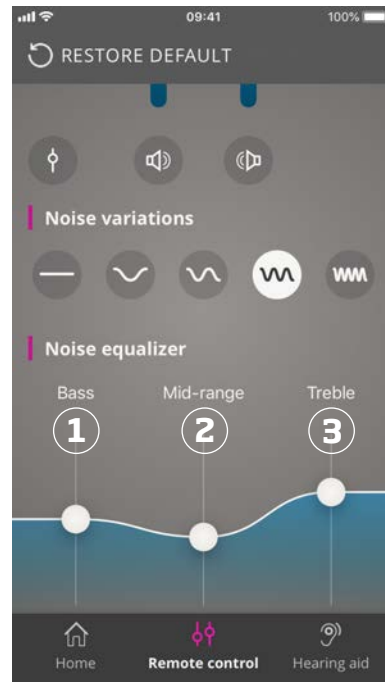 09:41 100%
RESTORE DEFAULT
Noise variations
Noise equalizer
Bass Mid-range Treble
1 2 3
Home Remote control Hearing aid